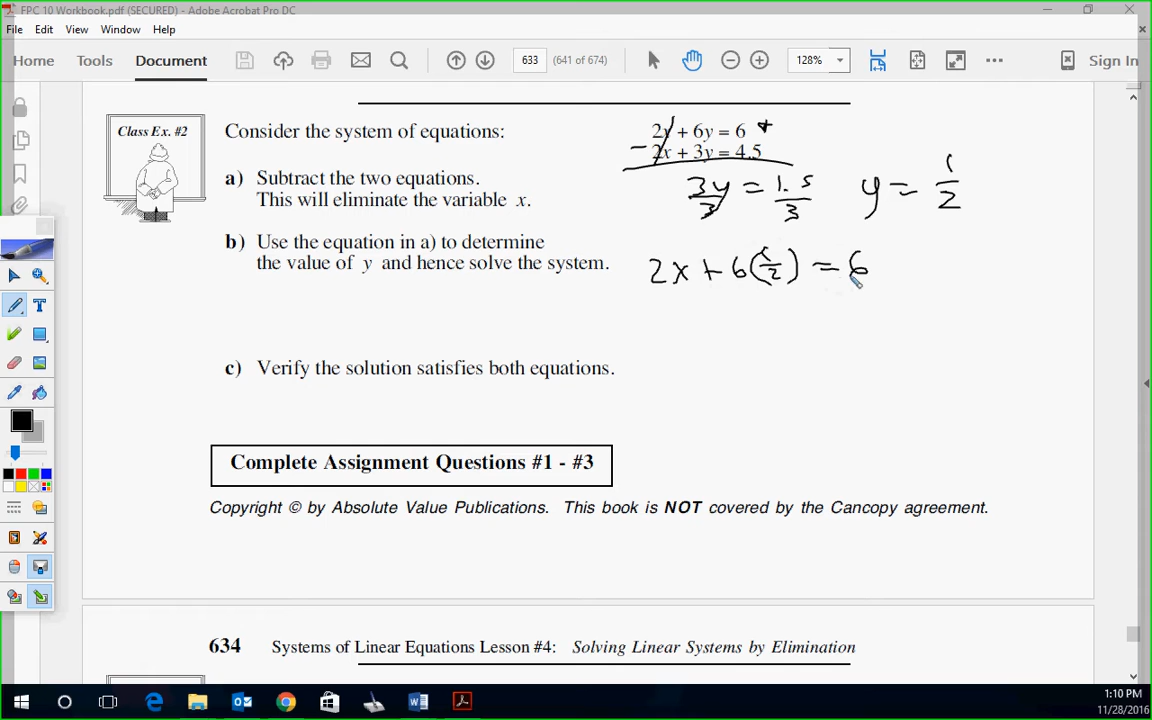 FPC 10 Workbook.pdf (SECURED) - Adobe Acrobat Pro DC
File Edit View Window Help
Home Tools Document 633 (641 of 674) 128% Sign In
Class Ex. #2
Consider the system of equations:
2x + 6y = 6
- 2x + 3y = 4.5
a) Subtract the two equations.
This will eliminate the variable x.
3y/3 = 1.5/3 y = 1/2
b) Use the equation in a) to determine
the value of y and hence solve the system.
2x + 6(1/2) = 6
c) Verify the solution satisfies both equations.
Complete Assignment Questions #1 - #3
Copyright © by Absolute Value Publications. This book is NOT covered by the Cancopy agreement.
634 Systems of Linear Equations Lesson #4: Solving Linear Systems by Elimination
1:10 PM
11/28/2016